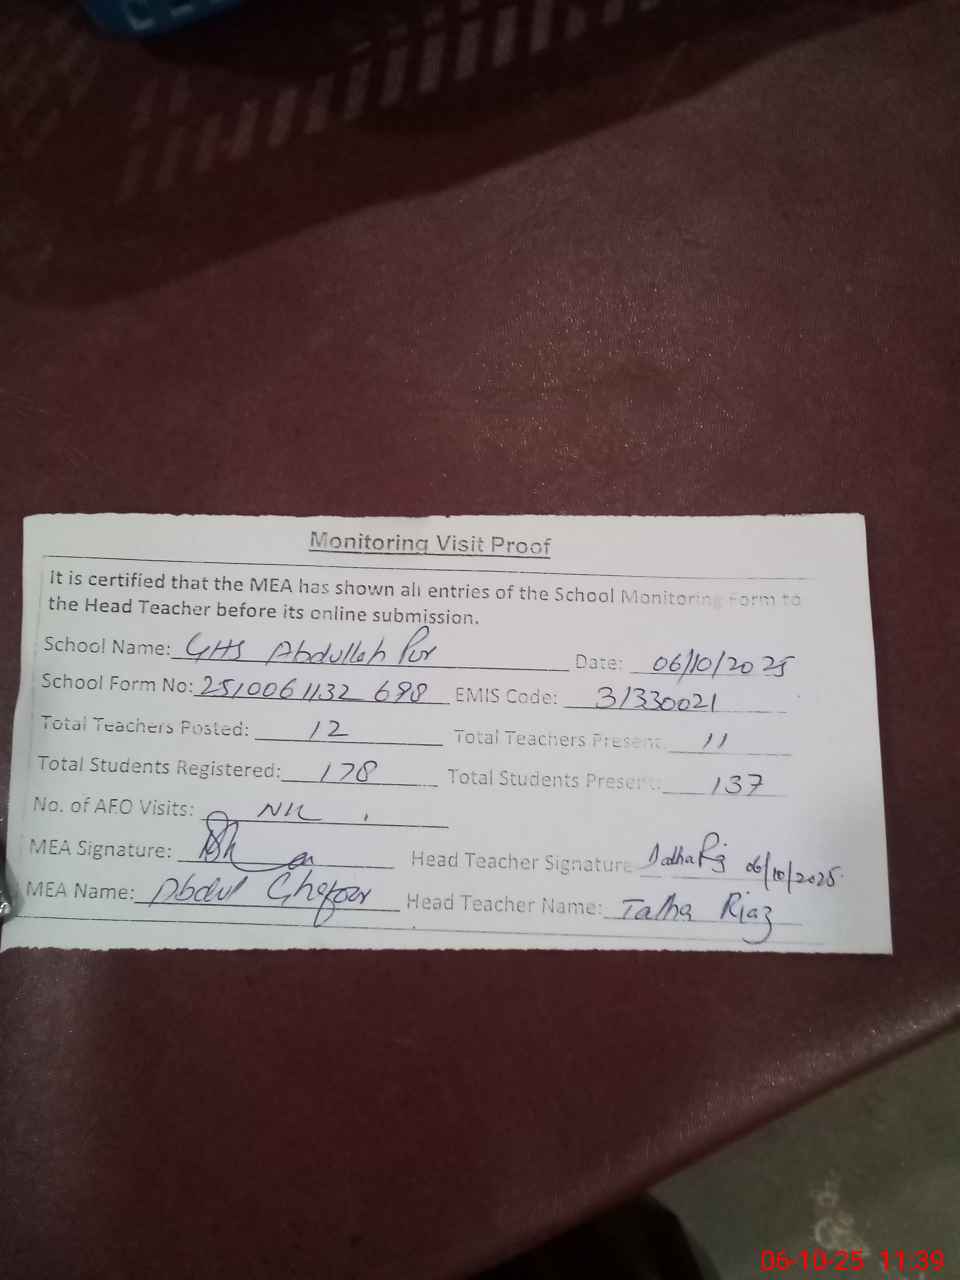 Monitoring Visit Proof
It is certified that the MEA has shown all entries of the School Monitoring Form to
the Head Teacher before its online submission.
School Name: GHS Abdullah Pur Date: 06/10/2025
School Form No: 2510061132 698 EMIS Code: 31330021
Total Teachers Posted: 12 Total Teachers Present: 11
Total Students Registered: 178 Total Students Present: 137
No. of AEO Visits: NIL
MEA Signature: Head Teacher Signature 06/10/2025
MEA Name: Abdul Ghafoor Head Teacher Name: Talha Riaz
06-10-25 11:39